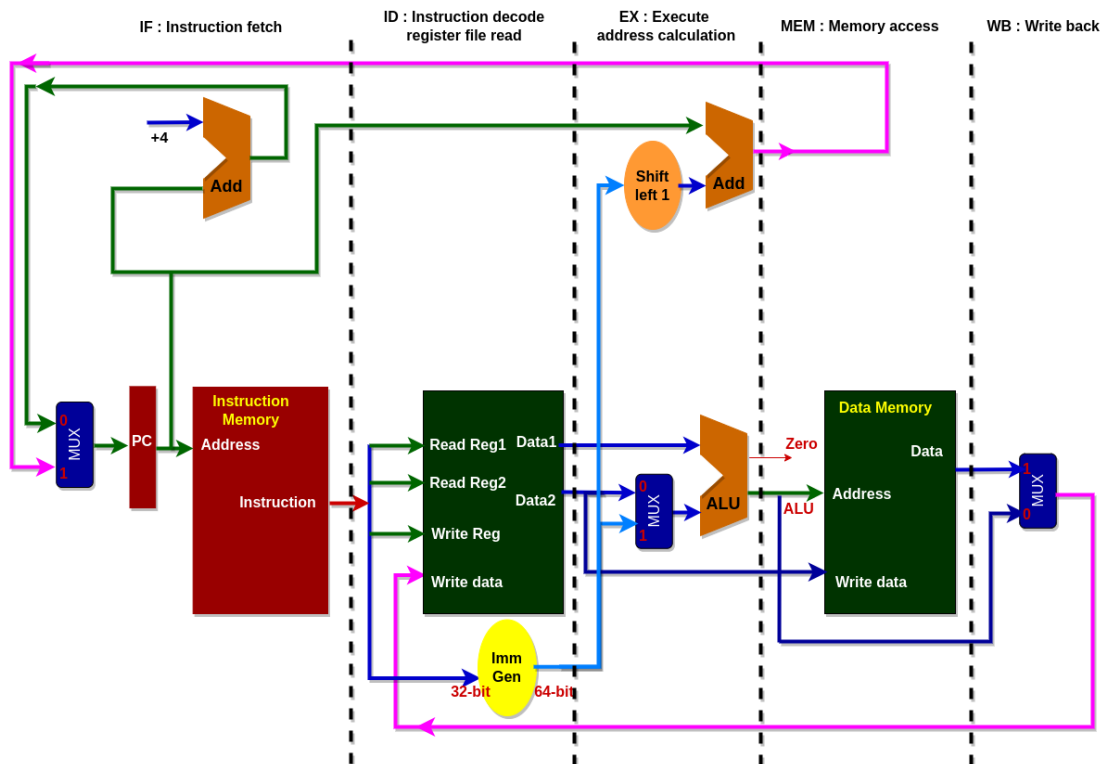 IF : Instruction fetch
ID : Instruction decode
register file read
EX : Execute
address calculation
MEM : Memory access
WB : Write back
+4
Add
Shift
left 1
Add
0
MUX
1
PC
Instruction
Memory
Address
Instruction
Read Reg1
Data1
Read Reg2
Data2
Write Reg
Write data
Imm
Gen
32-bit
64-bit
0
MUX
1
ALU
Zero
ALU
Data Memory
Data
Address
Write data
1
MUX
0